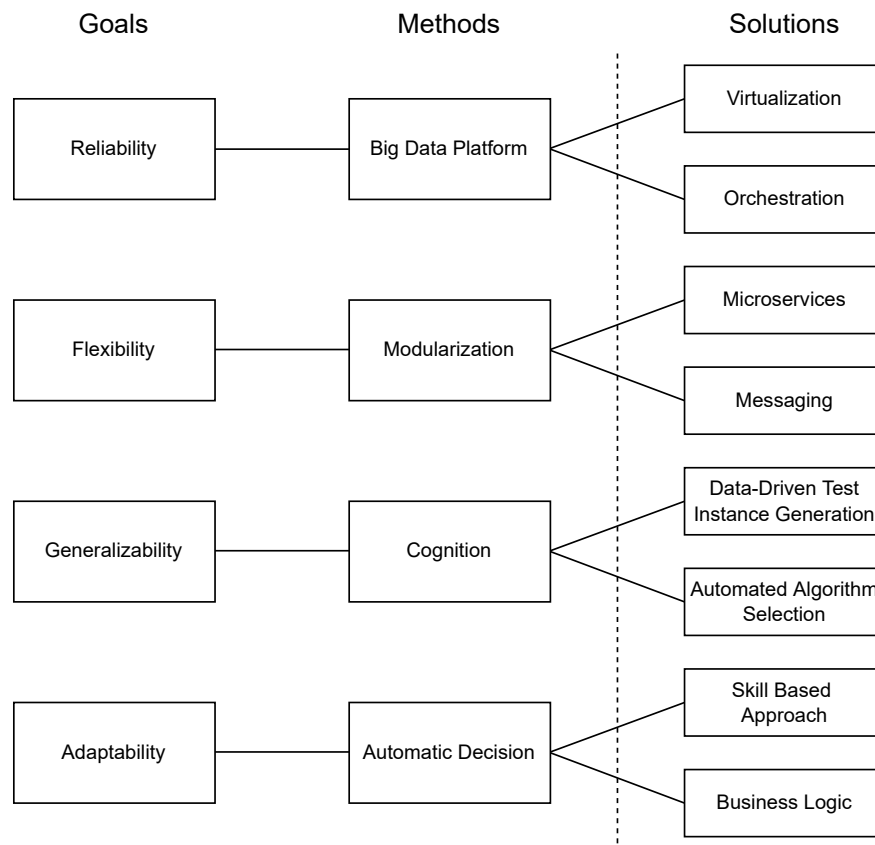 Goals
Methods
Solutions
Reliability
Big Data Platform
Virtualization
Orchestration
Flexibility
Modularization
Microservices
Messaging
Generalizability
Cognition
Data-Driven Test
Instance Generation
Automated Algorithm
Selection
Adaptability
Automatic Decision
Skill Based
Approach
Business Logic